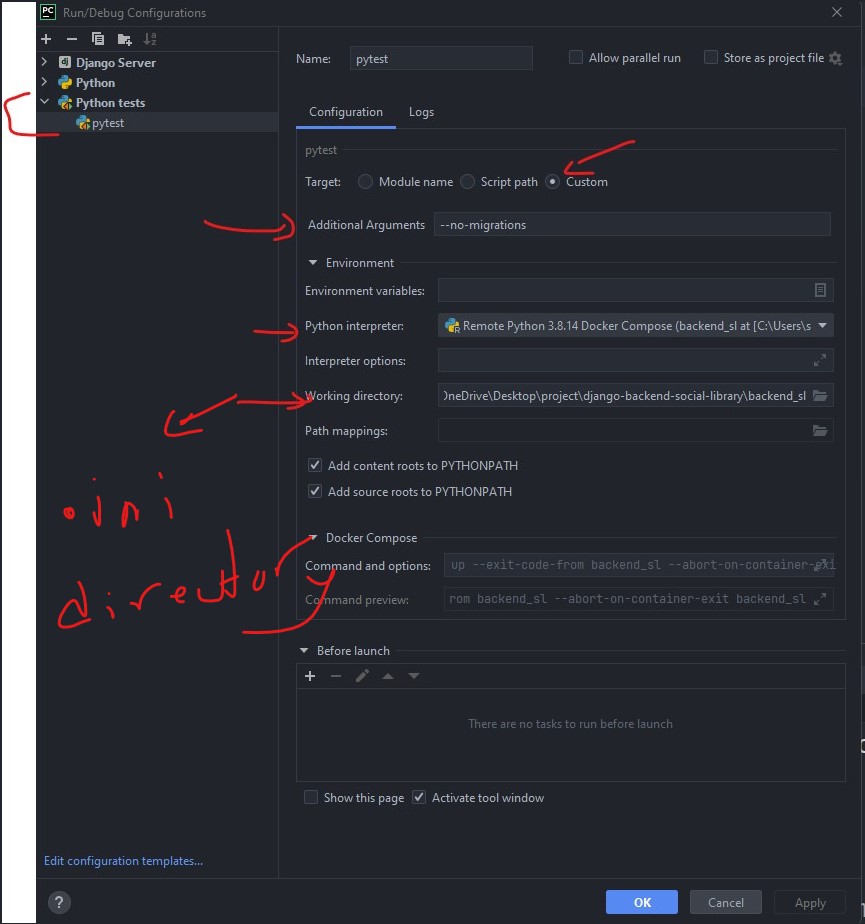 PC Run/Debug Configurations
dj Django Server
Python
Python tests
pytest
Name: pytest
Allow parallel run
Store as project file
Configuration Logs
pytest
Target: Module name Script path Custom
Additional Arguments --no-migrations
Environment
Environment variables:
Python interpreter: Remote Python 3.8.14 Docker Compose (backend_sl at [C:\Users\s
Interpreter options:
Working directory: OneDrive\Desktop\project\django-backend-social-library\backend_sl
Path mappings:
Add content roots to PYTHONPATH
Add source roots to PYTHONPATH
.ini
directory
Docker Compose
Command and options: up --exit-code-from backend_sl --abort-on-container-exi
Command preview: rom backend_sl --abort-on-container-exit backend_sl
Before launch
There are no tasks to run before launch
Show this page Activate tool window
Edit configuration templates...
? OK Cancel Apply